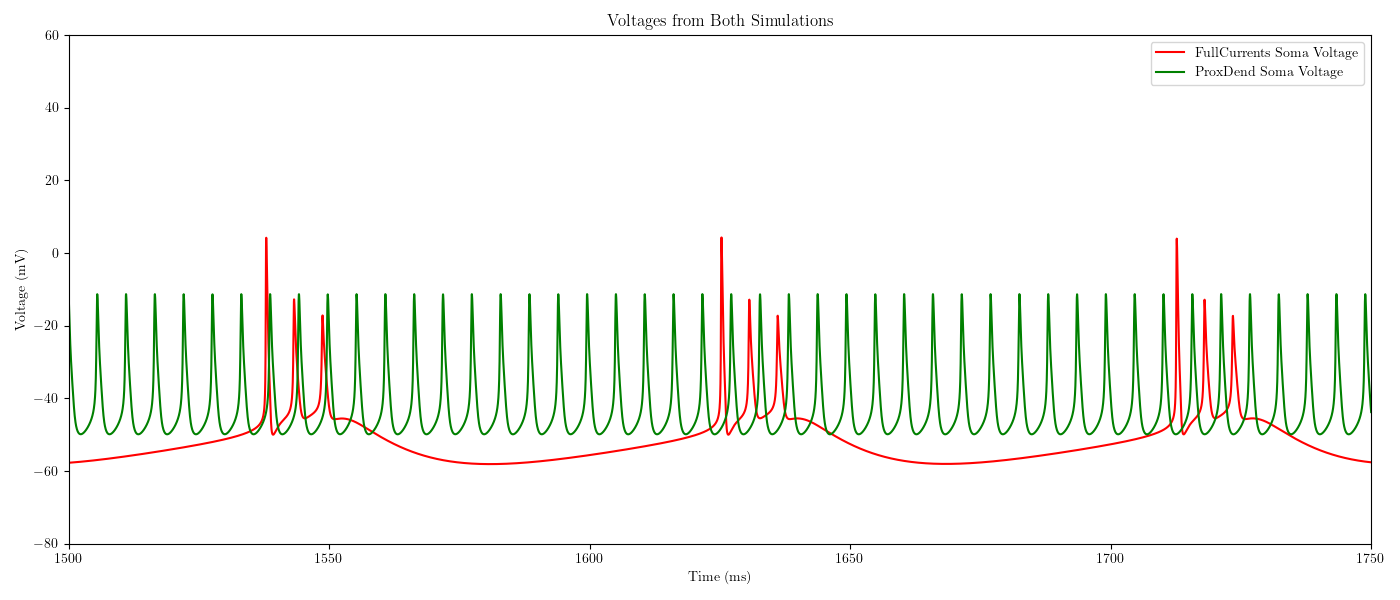 Voltages from Both Simulations
FullCurrents Soma Voltage
ProxDend Soma Voltage
Voltage (mV)
60
40
20
0
−20
−40
−60
−80
1500
1550
1600
1650
1700
1750
Time (ms)